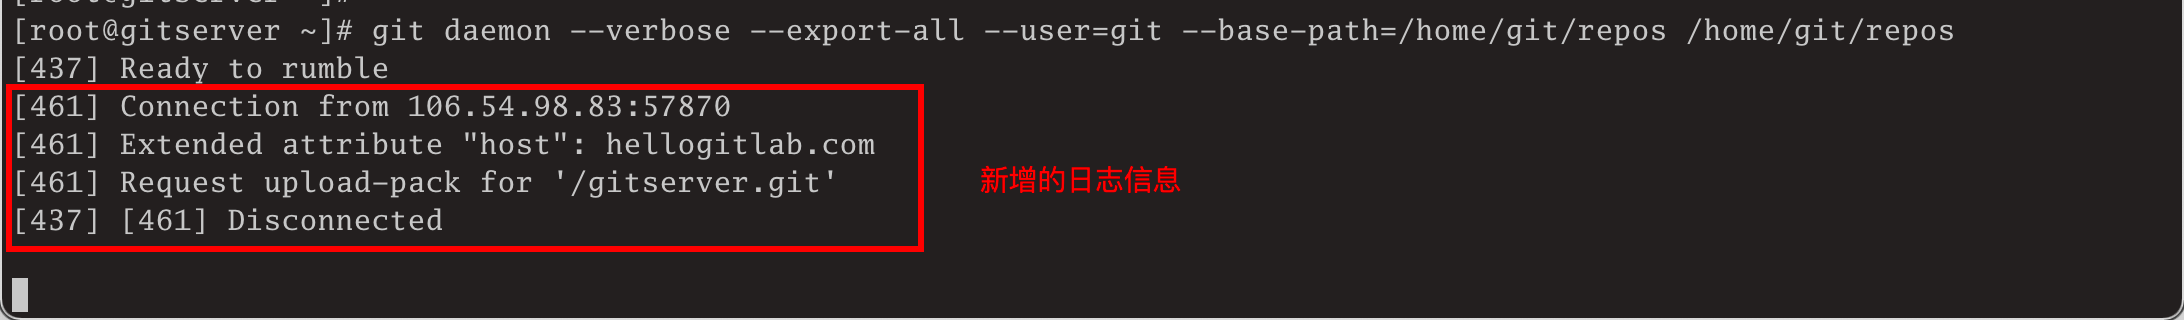 [root@gitserver ~]#
[root@gitserver ~]# git daemon --verbose --export-all --user=git --base-path=/home/git/repos /home/git/repos
[437] Ready to rumble
[461] Connection from 106.54.98.83:57870
[461] Extended attribute "host": hellogitlab.com
[461] Request upload-pack for '/gitserver.git'
新增的日志信息
[437] [461] Disconnected